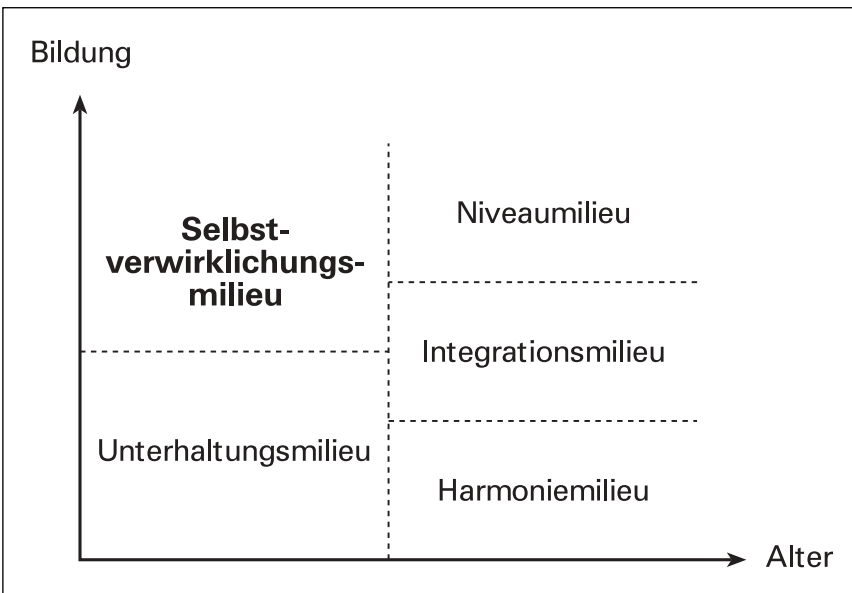 Bildung
Selbst-
verwirklichungs-
milieu
Niveaumilieu
Integrationsmilieu
Unterhaltungsmilieu
Harmoniemilieu
Alter